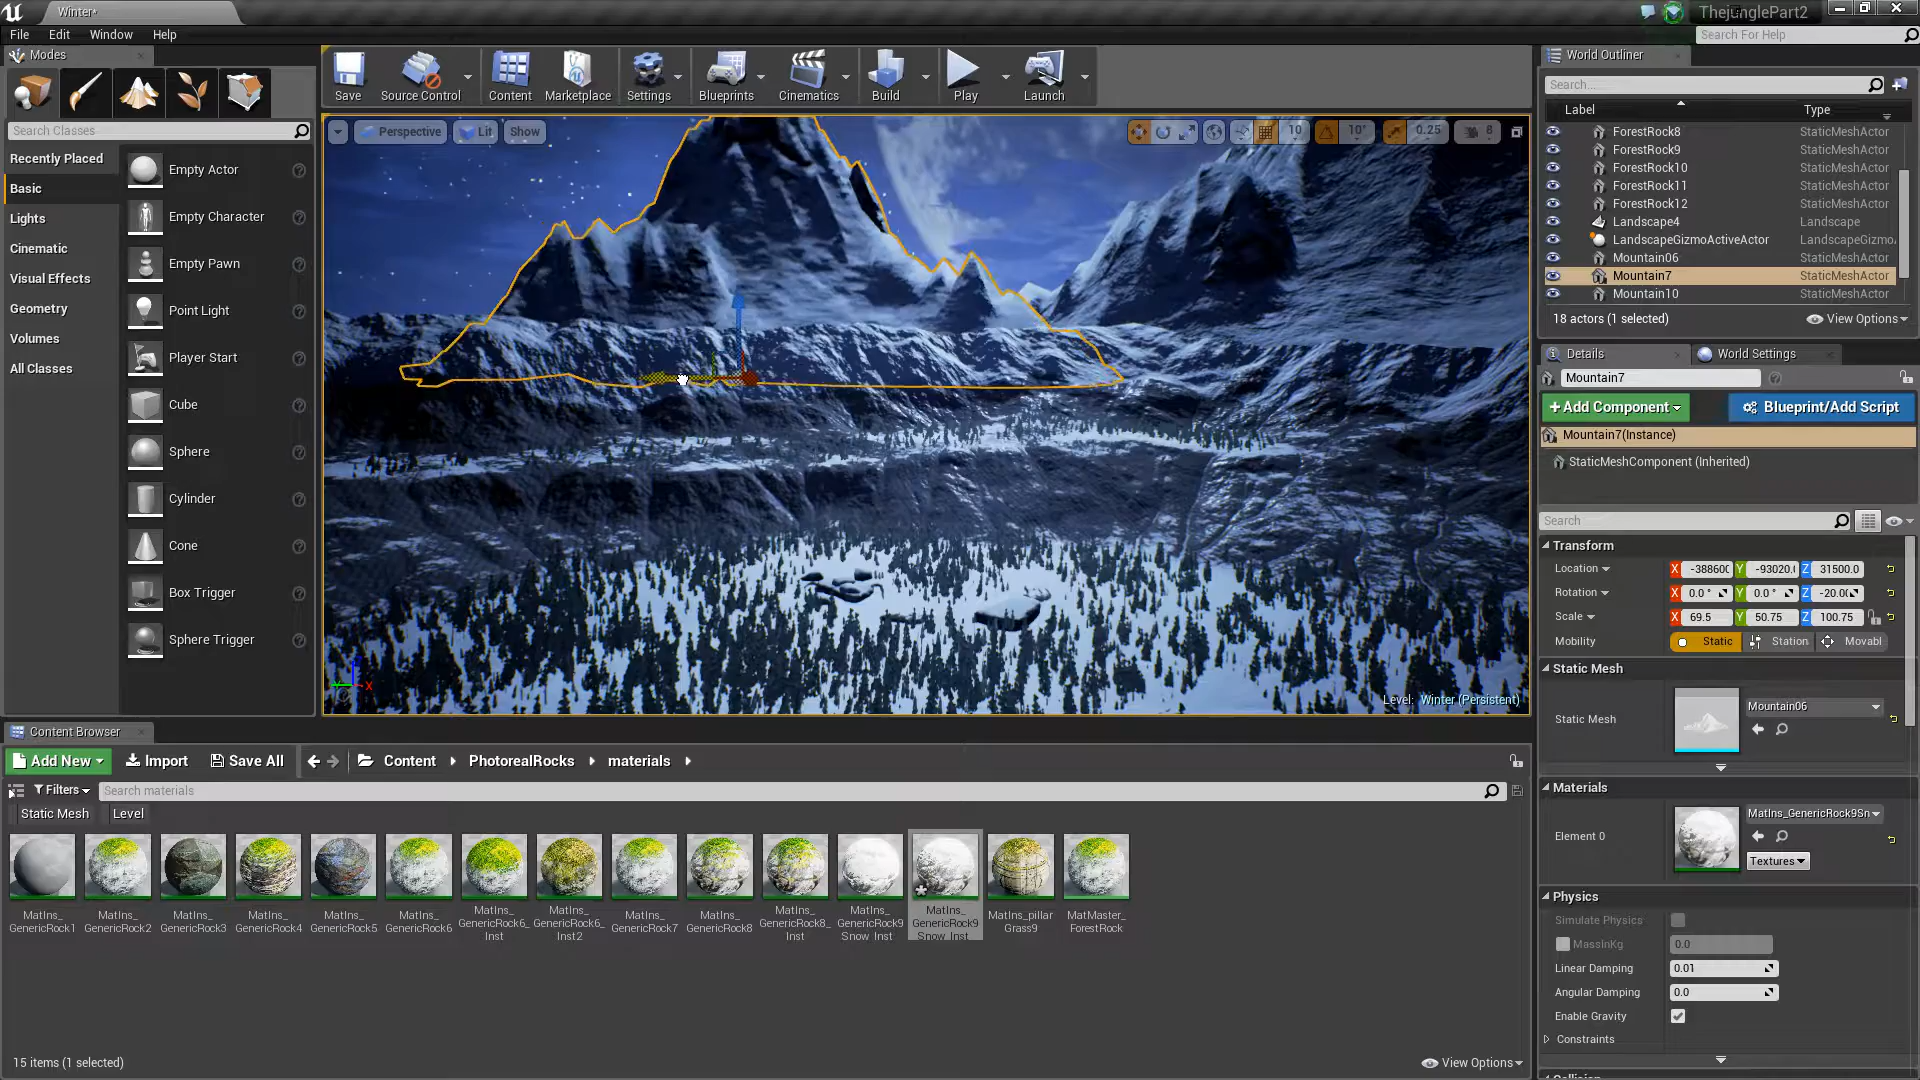 Winter*
ThejunglePart2
File Edit Window Help
Search For Help
Modes
World Outliner
Save
Source Control
Content
Marketplace
Settings
Blueprints
Cinematics
Build
Play
Launch
Search...
Label Type
Search Classes
Perspective Lit Show
10 10° 0.25 8
ForestRock8 StaticMeshActor
ForestRock9 StaticMeshActor
ForestRock10 StaticMeshActor
ForestRock11 StaticMeshActor
ForestRock12 StaticMeshActor
Landscape4 Landscape
LandscapeGizmoActiveActor LandscapeGizmo
Mountain06 StaticMeshActor
Mountain7 StaticMeshActor
Mountain10 StaticMeshActor
18 actors (1 selected) View Options
Recently Placed
Basic
Lights
Cinematic
Visual Effects
Geometry
Volumes
All Classes
Empty Actor
Empty Character
Empty Pawn
Point Light
Player Start
Cube
Sphere
Cylinder
Cone
Box Trigger
Sphere Trigger
X
Level: Winter (Persistent)
Details World Settings
Mountain7
+Add Component Blueprint/Add Script
Mountain7(Instance)
StaticMeshComponent (Inherited)
Search
Transform
Location X -388600 Y -93020. Z 31500.0
Rotation X 0.0 ° Y 0.0 ° Z -20.0
Scale X 69.5 Y 50.75 Z 100.75
Mobility Static Station Movabl
Static Mesh
Static Mesh Mountain06
Materials
Element 0 MatIns_GenericRock9Sn
Textures
Physics
Simulate Physics
MassInKg 0.0
Linear Damping 0.01
Angular Damping 0.0
Enable Gravity
Constraints
Content Browser
Add New Import Save All Content PhotorealRocks materials
Filters Search materials
Static Mesh Level
MatIns_
GenericRock1
MatIns_
GenericRock2
MatIns_
GenericRock3
MatIns_
GenericRock4
MatIns_
GenericRock5
MatIns_
GenericRock6
MatIns_
GenericRock6_
Inst
MatIns_
GenericRock6_
Inst2
MatIns_
GenericRock7
MatIns_
GenericRock8
MatIns_
GenericRock8_
Inst
MatIns_
GenericRock9
Snow_Inst
MatIns_
GenericRock9
Snow_Inst
MatIns_pillar
Grass9
MatMaster_
ForestRock
15 items (1 selected) View Options